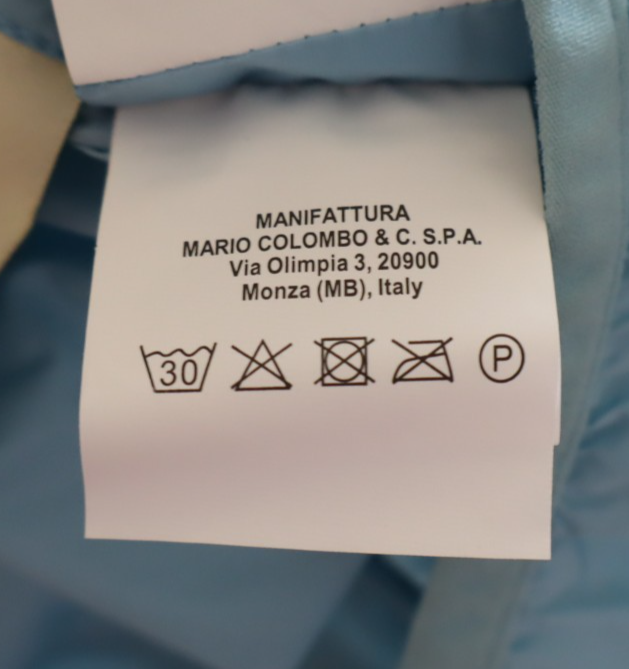 MANIFATTURA
MARIO COLOMBO & C. S.P.A.
Via Olimpia 3, 20900
Monza (MB), Italy
30 P